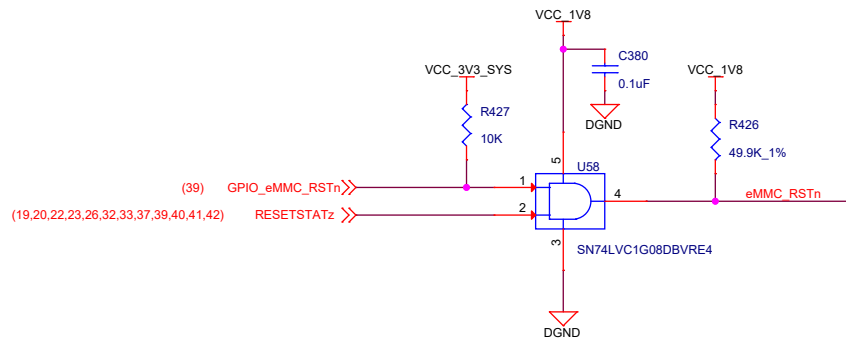 VCC_1V8
C380
0.1uF
DGND
VCC_3V3_SYS
R427
10K
VCC_1V8
R426
49.9K_1%
U58
5
(39) GPIO_eMMC_RSTn
1
4
eMMC_RSTn
(19,20,22,23,26,32,33,37,39,40,41,42) RESETSTATz
2
3
SN74LVC1G08DBVRE4
DGND